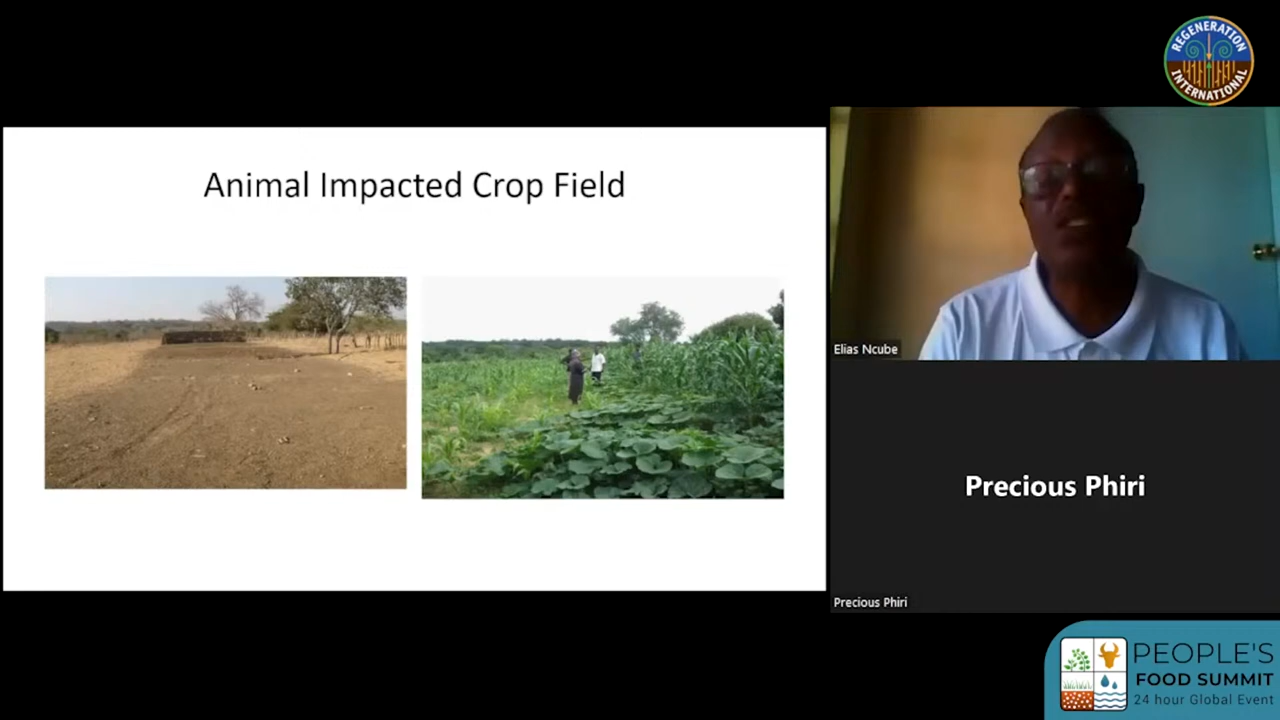 REGENERATION
INTERNATIONAL
Animal Impacted Crop Field
Elias Ncube
Precious Phiri
Precious Phiri
PEOPLE'S
FOOD SUMMIT
24 hour Global Event